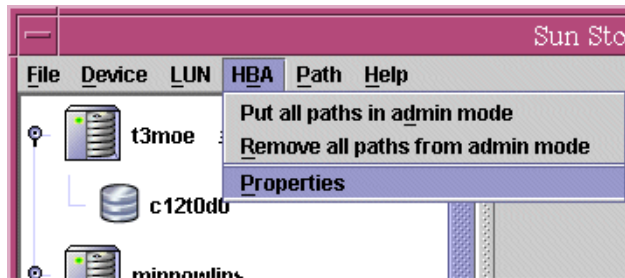 Sun Sto
File Device LUN HBA Path Help
Put all paths in admin mode
t3moe
Remove all paths from admin mode
Properties
c12t0d0